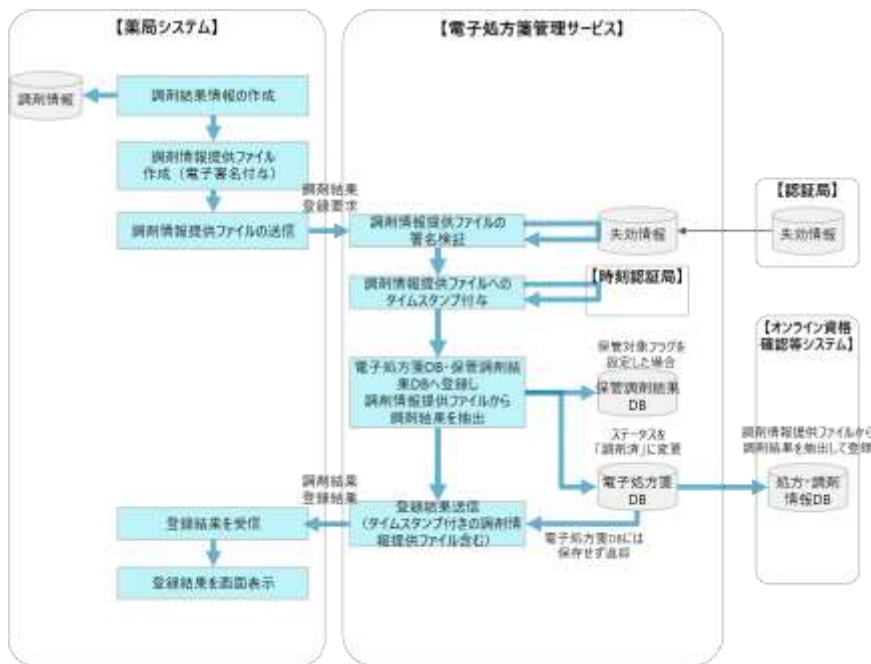 【薬局システム】
調剤情報
調剤結果情報の作成
調剤情報提供ファイル
作成（電子署名付与）
調剤情報提供ファイルの送信
調剤結果
登録要求
【電子処方箋管理サービス】
調剤情報提供ファイルの
署名検証
失効情報
【認証局】
失効情報
調剤情報提供ファイルへの
タイムスタンプ付与
【時刻認証局】
電子処方箋DB・保管調剤結
果DBへ登録し
調剤情報提供ファイルから
調剤結果を抽出
保管対象フラグを
設定した場合
保管調剤結果
DB
ステータスを
「調剤済」に変更
電子処方箋
DB
【オンライン資格
確認等システム】
調剤情報提供ファイルから
調剤結果を抽出して登録
処方・調剤
情報DB
登録結果送信
（タイムスタンプ付きの調剤情
報提供ファイル含む）
電子処方箋DBには
保存せず返却
調剤結果
登録結果
登録結果を受信
登録結果を画面表示